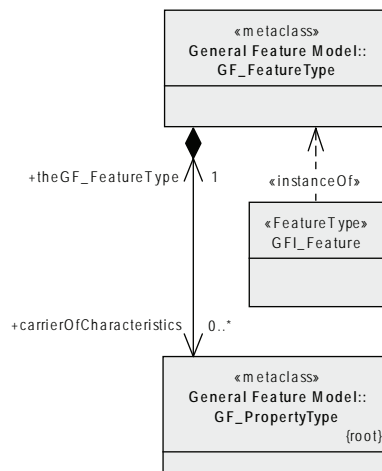 «metaclass»
General Feature Model::
GF_FeatureType
+theGF_FeatureType 1
«instanceOf»
«FeatureType»
GFI_Feature
+carrierOfCharacteristics 0..*
«metaclass»
General Feature Model::
GF_PropertyType
{root}